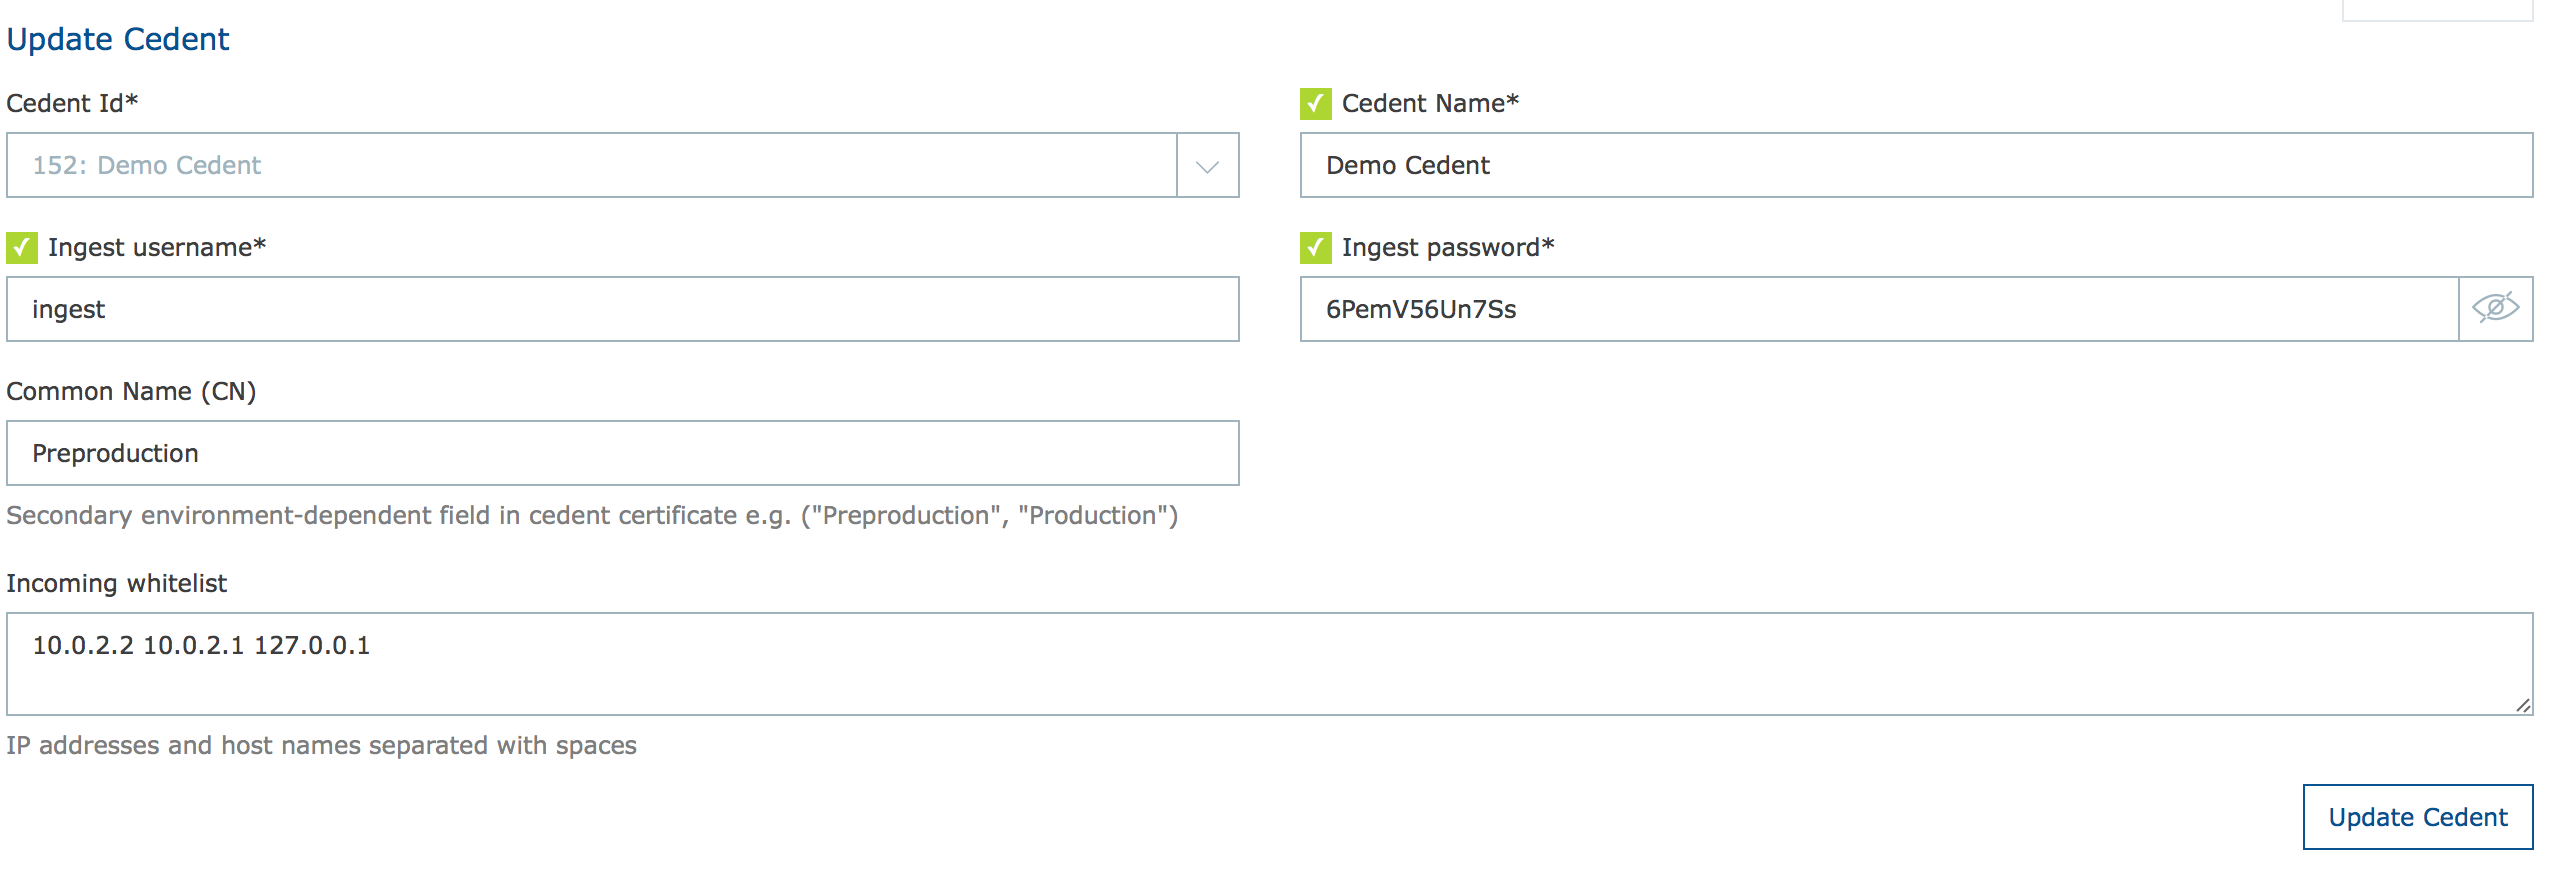 Update Cedent
Cedent Id*
Cedent Name*
152: Demo Cedent
Demo Cedent
Ingest username*
Ingest password*
ingest
6PemV56Un7Ss
Common Name (CN)
Preproduction
Secondary environment-dependent field in cedent certificate e.g. ("Preproduction", "Production")
Incoming whitelist
10.0.2.2 10.0.2.1 127.0.0.1
IP addresses and host names separated with spaces
Update Cedent